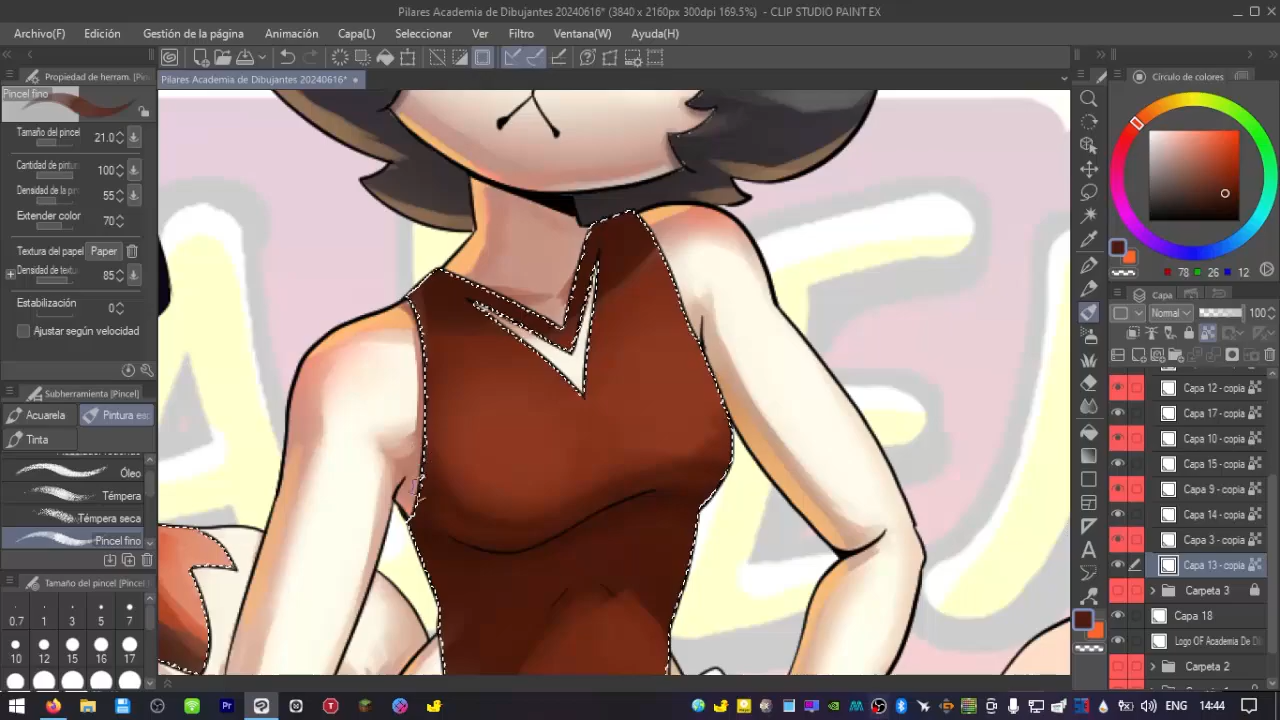 Pilares Academia de Dibujantes 20240616* (3840 x 2160px 300dpi 169.5%) - CLIP STUDIO PAINT EX
Archivo(F) Edición Gestión de la página Animación Capa(L) Seleccionar Ver Filtro Ventana(W) Ayuda(H)
Propiedad de herram. [Pin
Pilares Academia de Dibujantes 20240616*
Círculo de colores
Pincel fino
Tamaño del pincel 21.0
Cantidad de pintur 100
Densidad de la pin 55
Extender color 70
Textura del papel Paper
Densidad de textu 85
Estabilización
0
Ajustar según velocidad
Subherramienta [Pincel]
Acuarela Pintura es
Tinta
Óleo
Témpera
Témpera seca
Pincel fino
Tamaño del pincel [Pincel
0.7 1 3 5 7
10 12 15 16 17
78 26 12
Capa
Normal 100
Capa 12 - copia
Capa 17 - copia
Capa 10 - copia
Capa 15 - copia
Capa 9 - copia
Capa 14 - copia
Capa 3 - copia
Capa 13 - copia
Carpeta 3
Capa 18
Logo OF Academia De Di
Carpeta 2
ENG 14:44